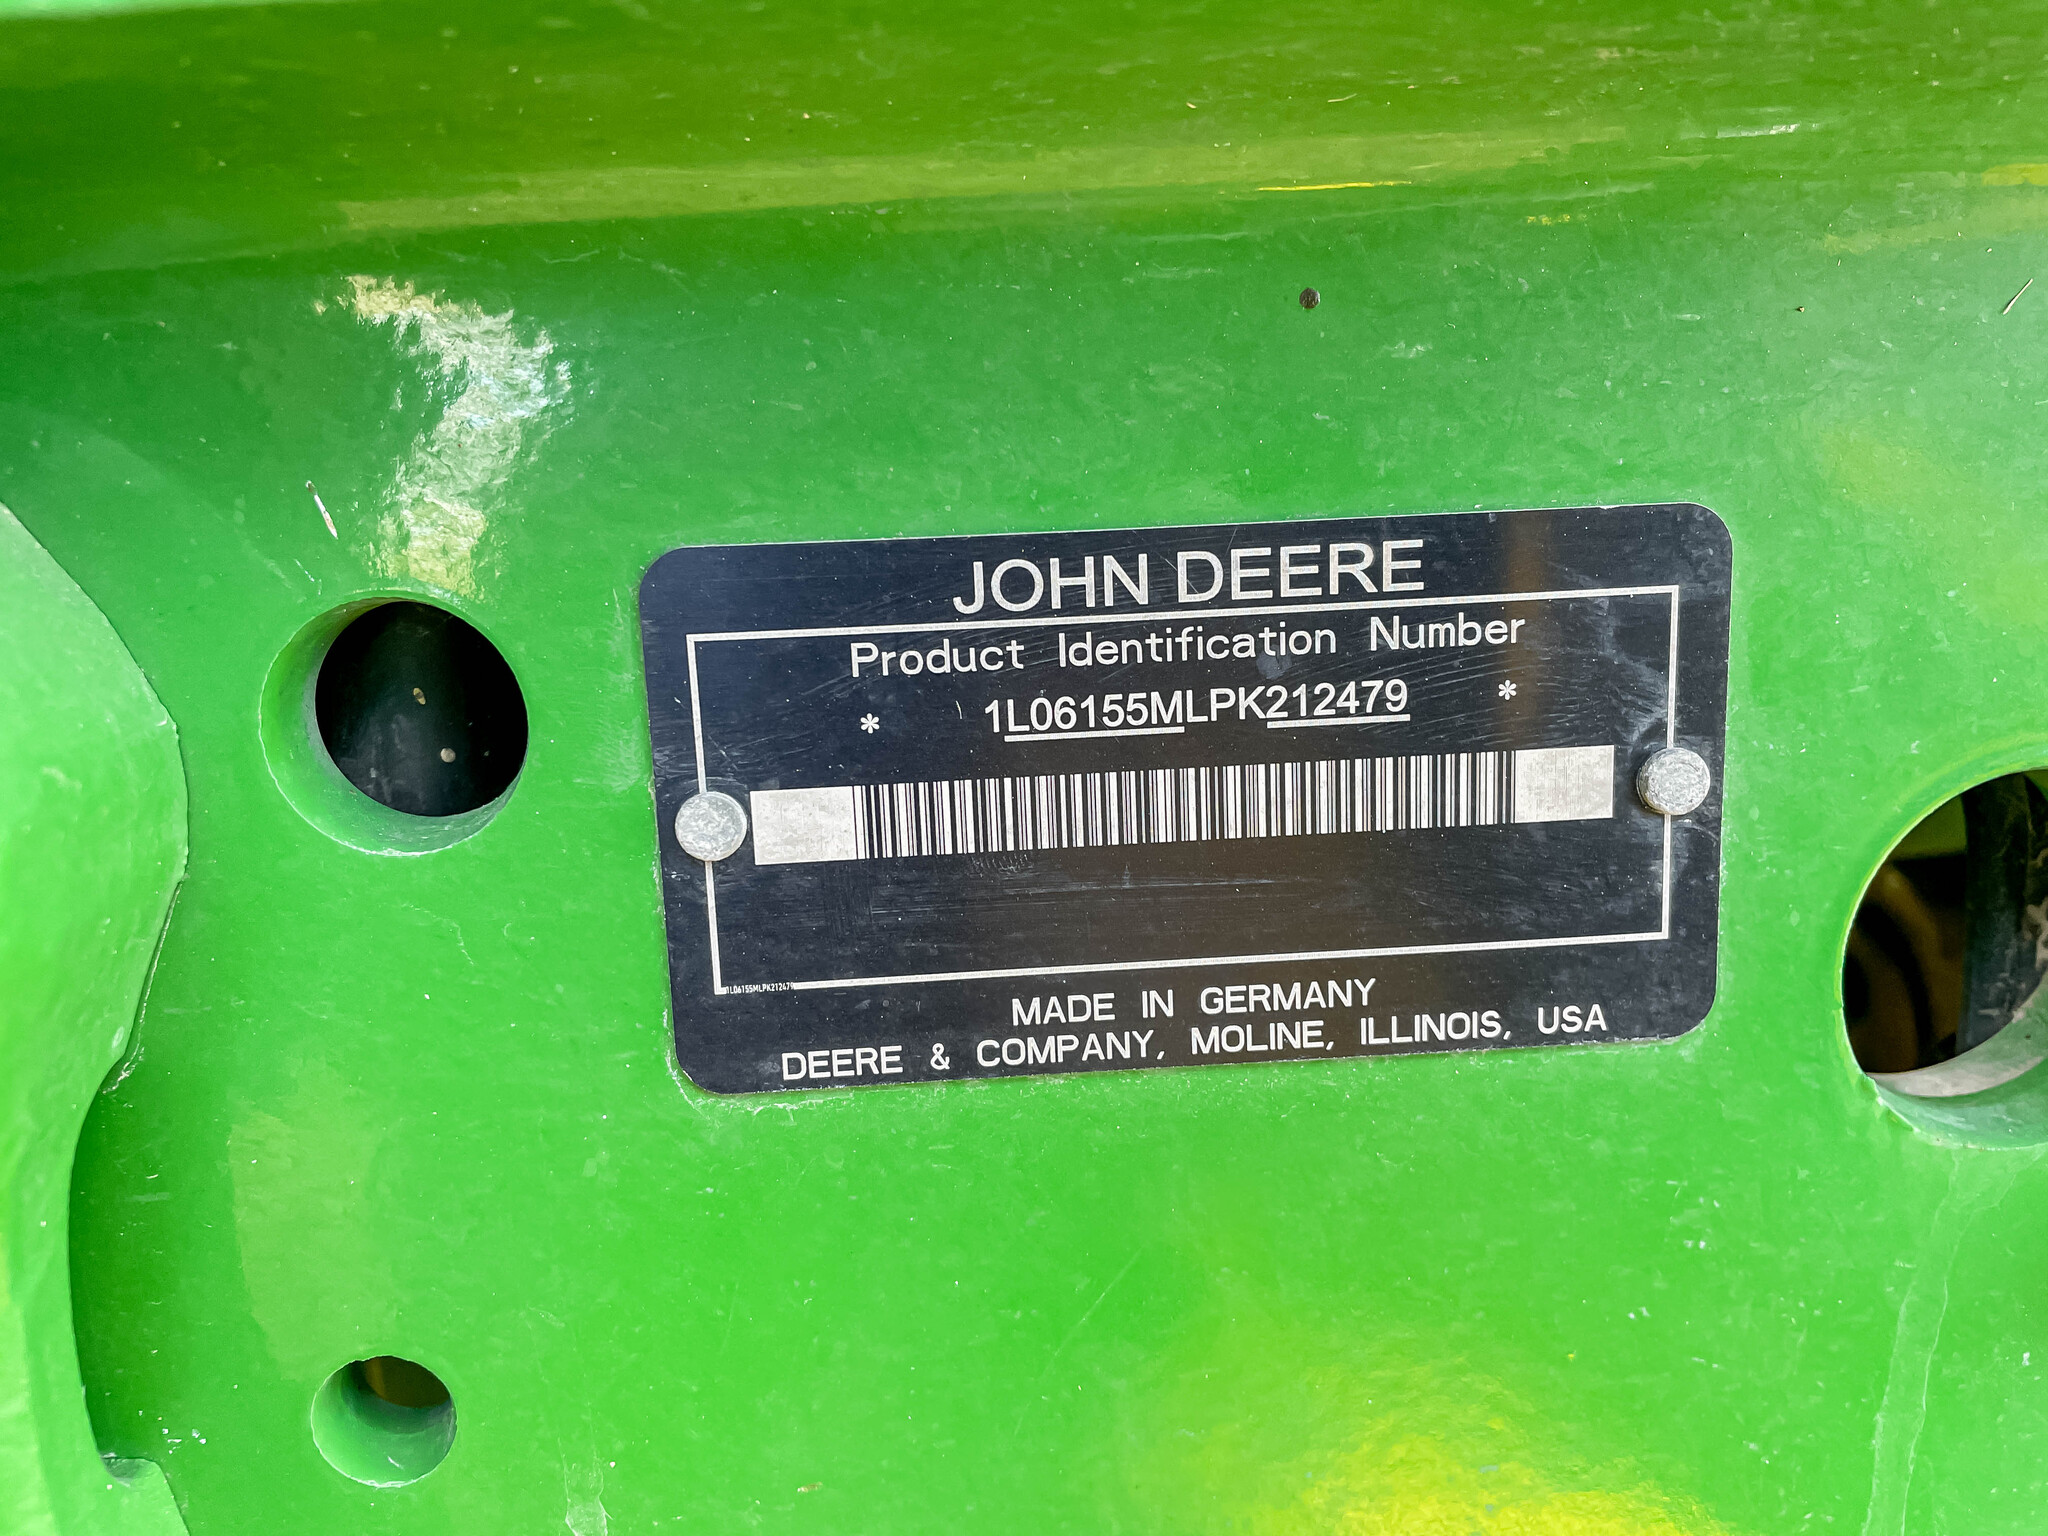 JOHN DEERE
Product Identification Number
* 1L06155MLPK212479 *
1L06155MLPK212479
MADE IN GERMANY
DEERE & COMPANY, MOLINE, ILLINOIS, USA